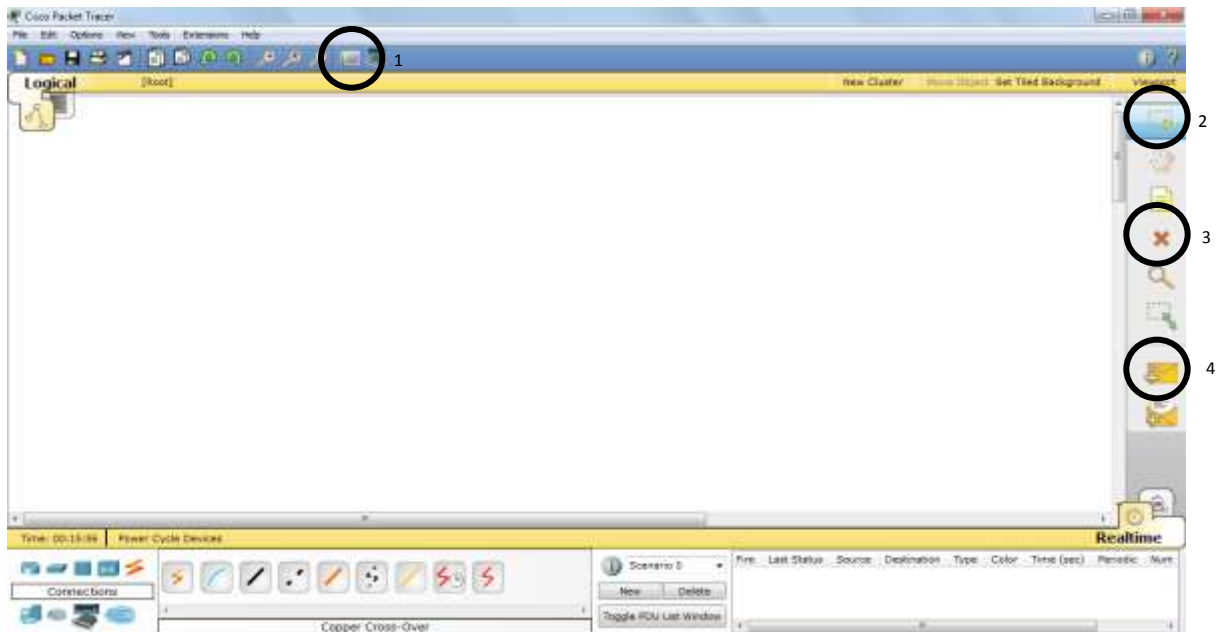 Cisco Packet Tracer
File Edit Options View Tools Extensions Help
1
Logical [Root] New Cluster Move Object Set Tiled Background Viewport
2
3
4
Time: 00:15:56 Power Cycle Devices Realtime
Scenario 0 Fire Last Status Source Destination Type Color Time (sec) Periodic Num
Connections New Delete
Toggle PDU List Window
Copper Cross-Over